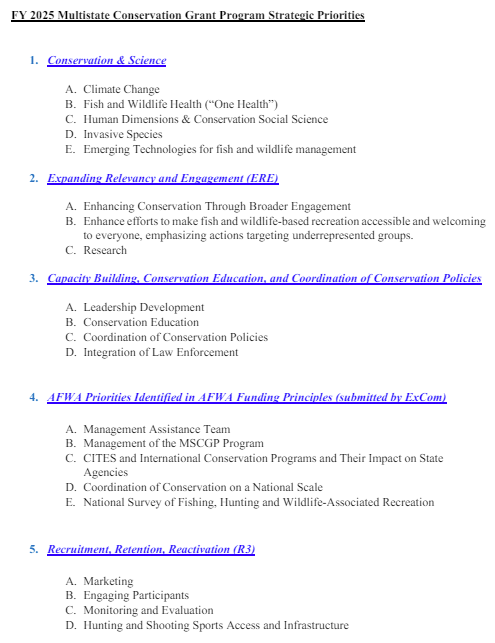 FY 2025 Multistate Conservation Grant Program Strategic Priorities
1. Conservation & Science
A. Climate Change
B. Fish and Wildlife Health (“One Health”)
C. Human Dimensions & Conservation Social Science
D. Invasive Species
E. Emerging Technologies for fish and wildlife management
2. Expanding Relevancy and Engagement (ERE)
A. Enhancing Conservation Through Broader Engagement
B. Enhance efforts to make fish and wildlife-based recreation accessible and welcoming
to everyone, emphasizing actions targeting underrepresented groups.
C. Research
3. Capacity Building, Conservation Education, and Coordination of Conservation Policies
A. Leadership Development
B. Conservation Education
C. Coordination of Conservation Policies
D. Integration of Law Enforcement
4. AFWA Priorities Identified in AFWA Funding Principles (submitted by ExCom)
A. Management Assistance Team
B. Management of the MSCGP Program
C. CITES and International Conservation Programs and Their Impact on State
Agencies
D. Coordination of Conservation on a National Scale
E. National Survey of Fishing, Hunting and Wildlife-Associated Recreation
5. Recruitment, Retention, Reactivation (R3)
A. Marketing
B. Engaging Participants
C. Monitoring and Evaluation
D. Hunting and Shooting Sports Access and Infrastructure